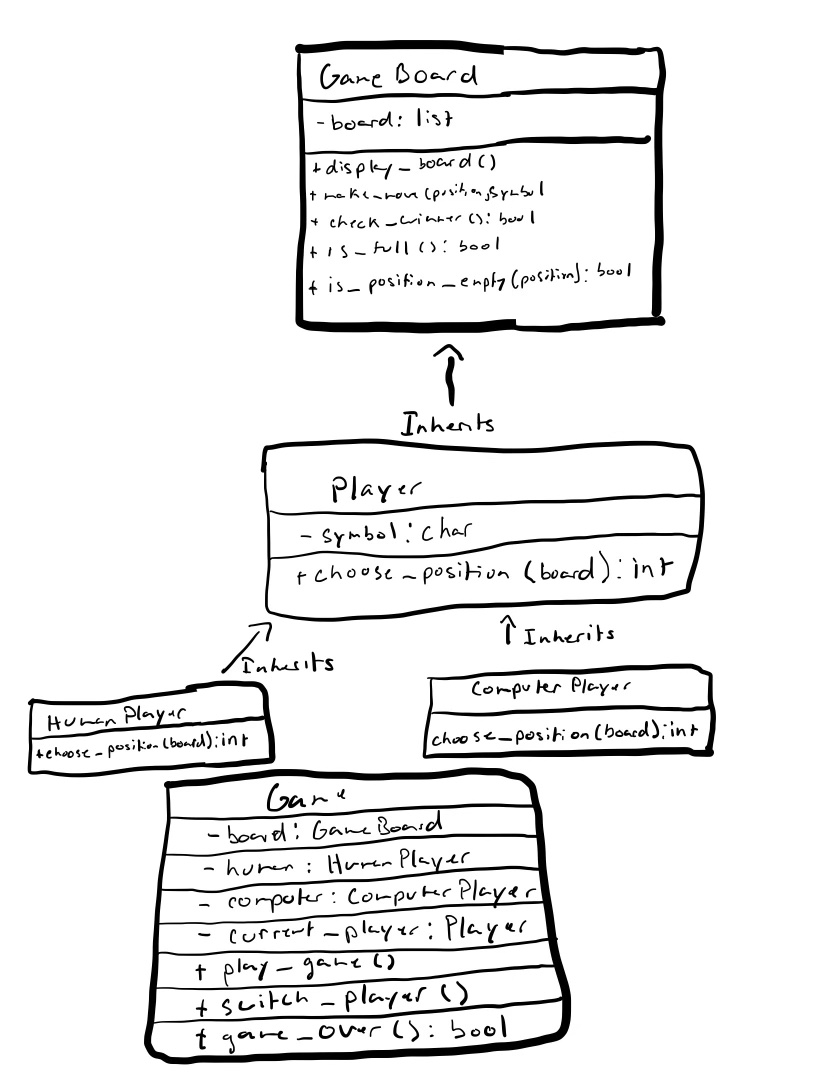 Game Board
- board: list
+ display_board()
+ make_move(position, symbol
+ check_winner(): bool
+ is_full(): bool
+ is_position_empty(position): bool
Inherits
Player
- symbol: char
+ choose_position(board): int
Inherits
Inherits
Human Player
+choose_position(board): int
Computer Player
choose_position(board): int
Game
- board: GameBoard
- human: HumanPlayer
- computer: ComputerPlayer
- current_player: Player
+ play_game()
+ switch_player()
+ game_over(): bool